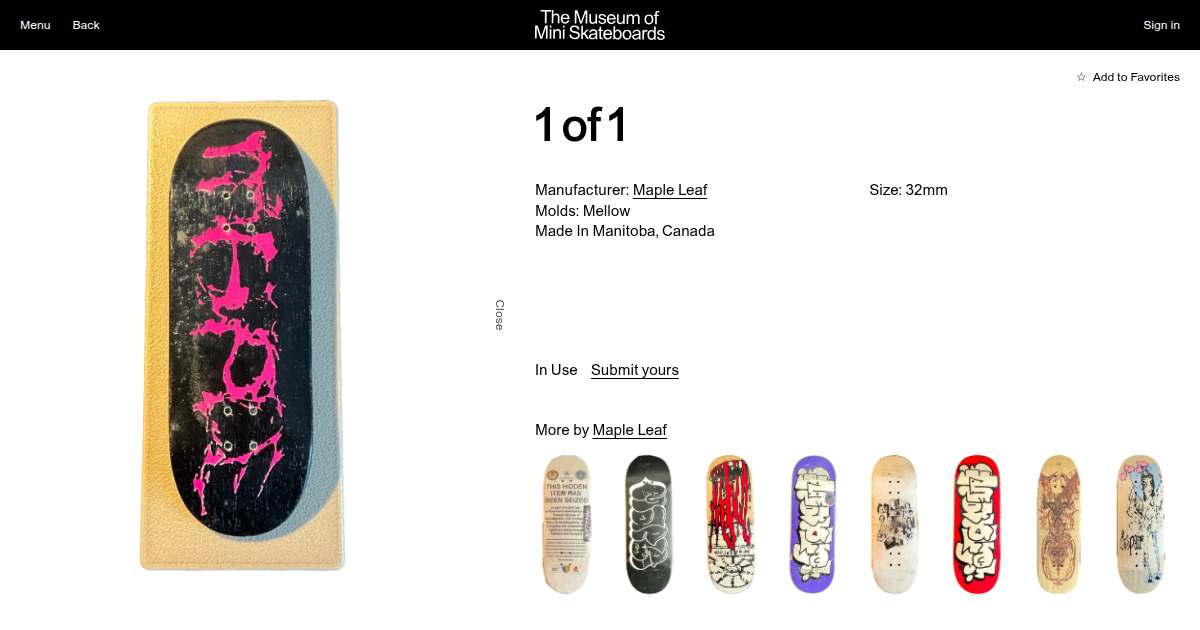 Menu
Back
The Museum of
Mini Skateboards
Sign in
☆ Add to Favorites
1 of 1
Manufacturer: Maple Leaf
Molds: Mellow
Made In Manitoba, Canada
Size: 32mm
Close
In Use
Submit yours
More by Maple Leaf
THIS HIDDEN
ITEM HAS
BEEN SEIZED